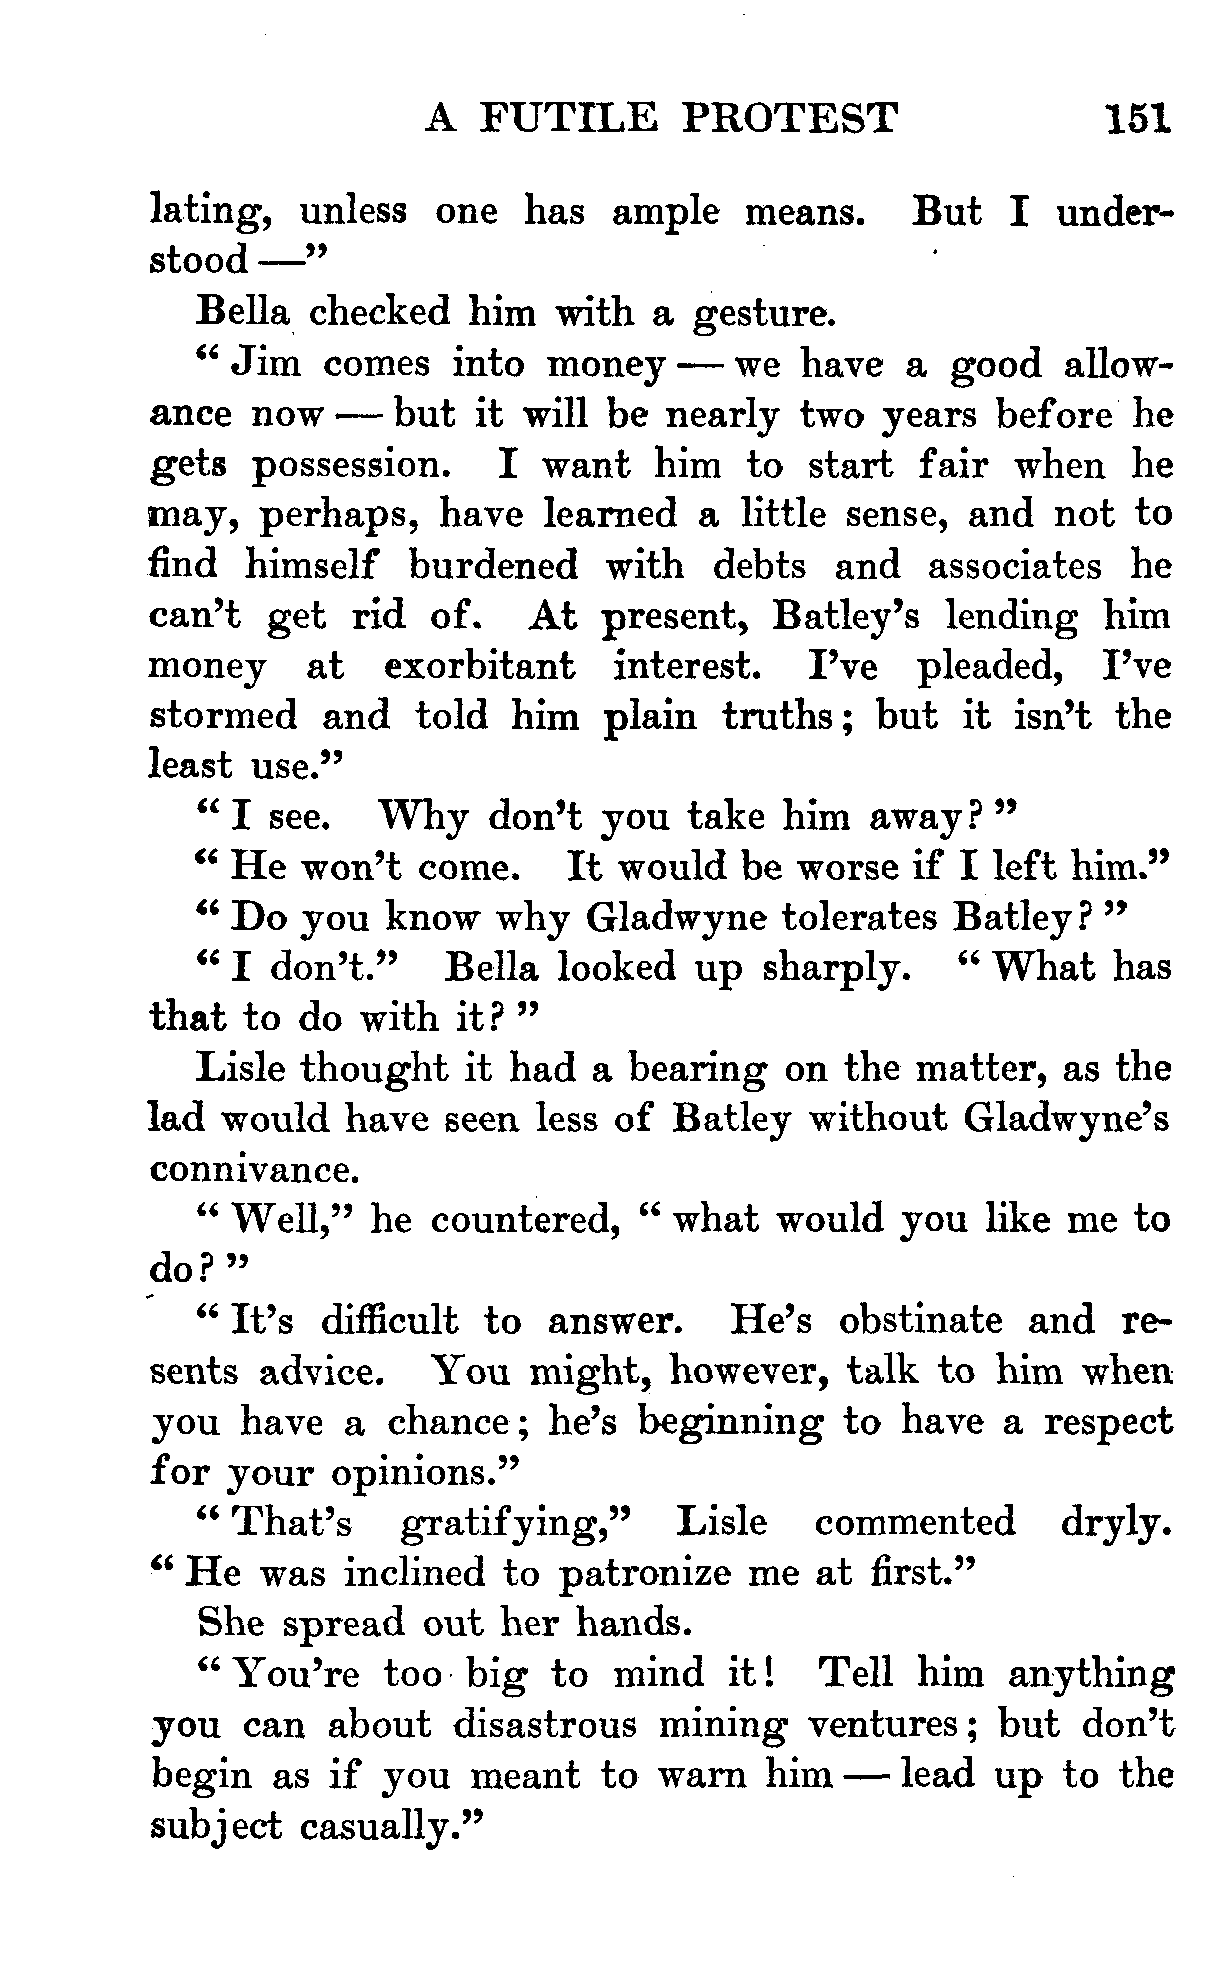 A FUTILE PROTEST 151
lating, unless one has ample means. But I under-
stood —”
Bella checked him with a gesture.
“ Jim comes into money — we have a good allow-
ance now — but it will be nearly two years before he
gets possession. I want him to start fair when he
may, perhaps, have learned a little sense, and not to
find himself burdened with debts and associates he
can’t get rid of. At present, Batley’s lending him
money at exorbitant interest. I’ve pleaded, I’ve
stormed and told him plain truths; but it isn’t the
least use.”
“ I see. Why don’t you take him away? ”
“ He won’t come. It would be worse if I left him.”
“ Do you know why Gladwyne tolerates Batley? ”
“ I don’t.” Bella looked up sharply. “ What has
that to do with it? ”
Lisle thought it had a bearing on the matter, as the
lad would have seen less of Batley without Gladwyne’s
connivance.
“ Well,” he countered, “ what would you like me to
do? ”
“ It’s difficult to answer. He’s obstinate and re-
sents advice. You might, however, talk to him when
you have a chance; he’s beginning to have a respect
for your opinions.”
“ That’s gratifying,” Lisle commented dryly.
“ He was inclined to patronize me at first.”
She spread out her hands.
“ You’re too big to mind it! Tell him anything
you can about disastrous mining ventures; but don’t
begin as if you meant to warn him — lead up to the
subject casually.”